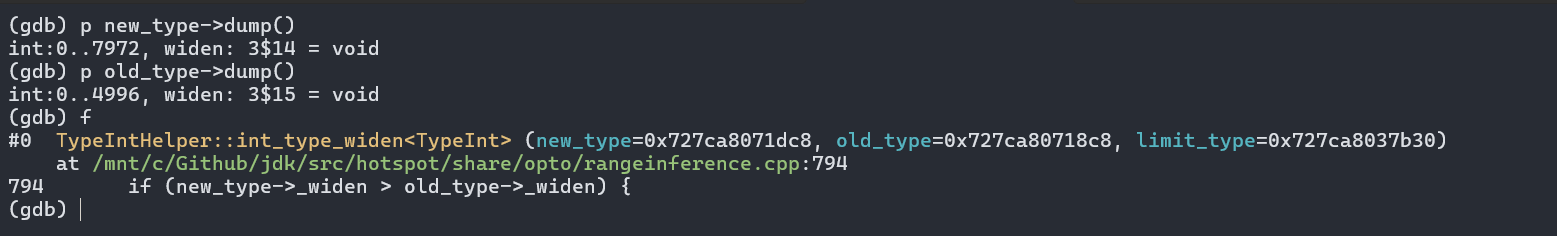 (gdb) p new_type->dump()
int:0..7972, widen: 3$14 = void
(gdb) p old_type->dump()
int:0..4996, widen: 3$15 = void
(gdb) f
#0  TypeIntHelper::int_type_widen<TypeInt> (new_type=0x727ca8071dc8, old_type=0x727ca80718c8, limit_type=0x727ca8037b30)
    at /mnt/c/Github/jdk/src/hotspot/share/opto/rangeinference.cpp:794
794       if (new_type->_widen > old_type->_widen) {
(gdb)